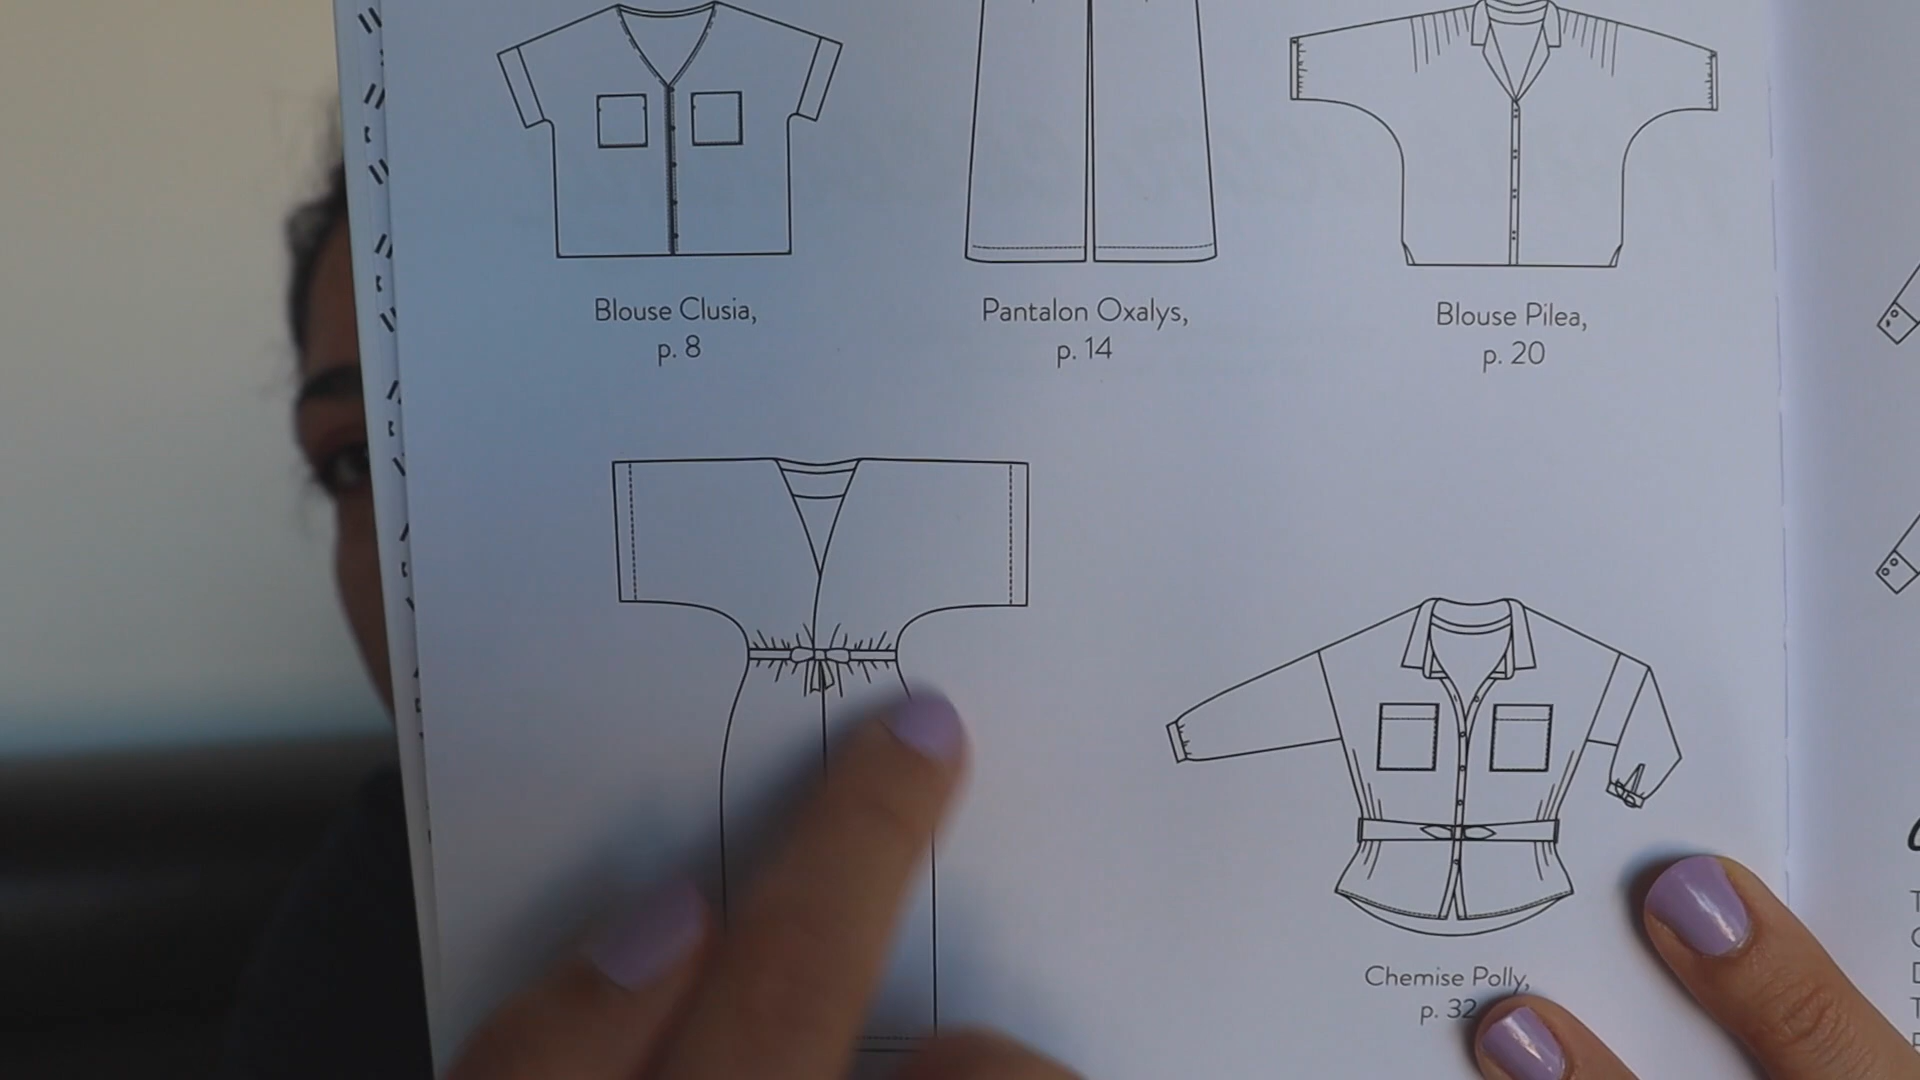 Blouse Clusia,
p. 8
Pantalon Oxalys,
p. 14
Blouse Pilea,
p. 20
Chemise Polly,
p. 32